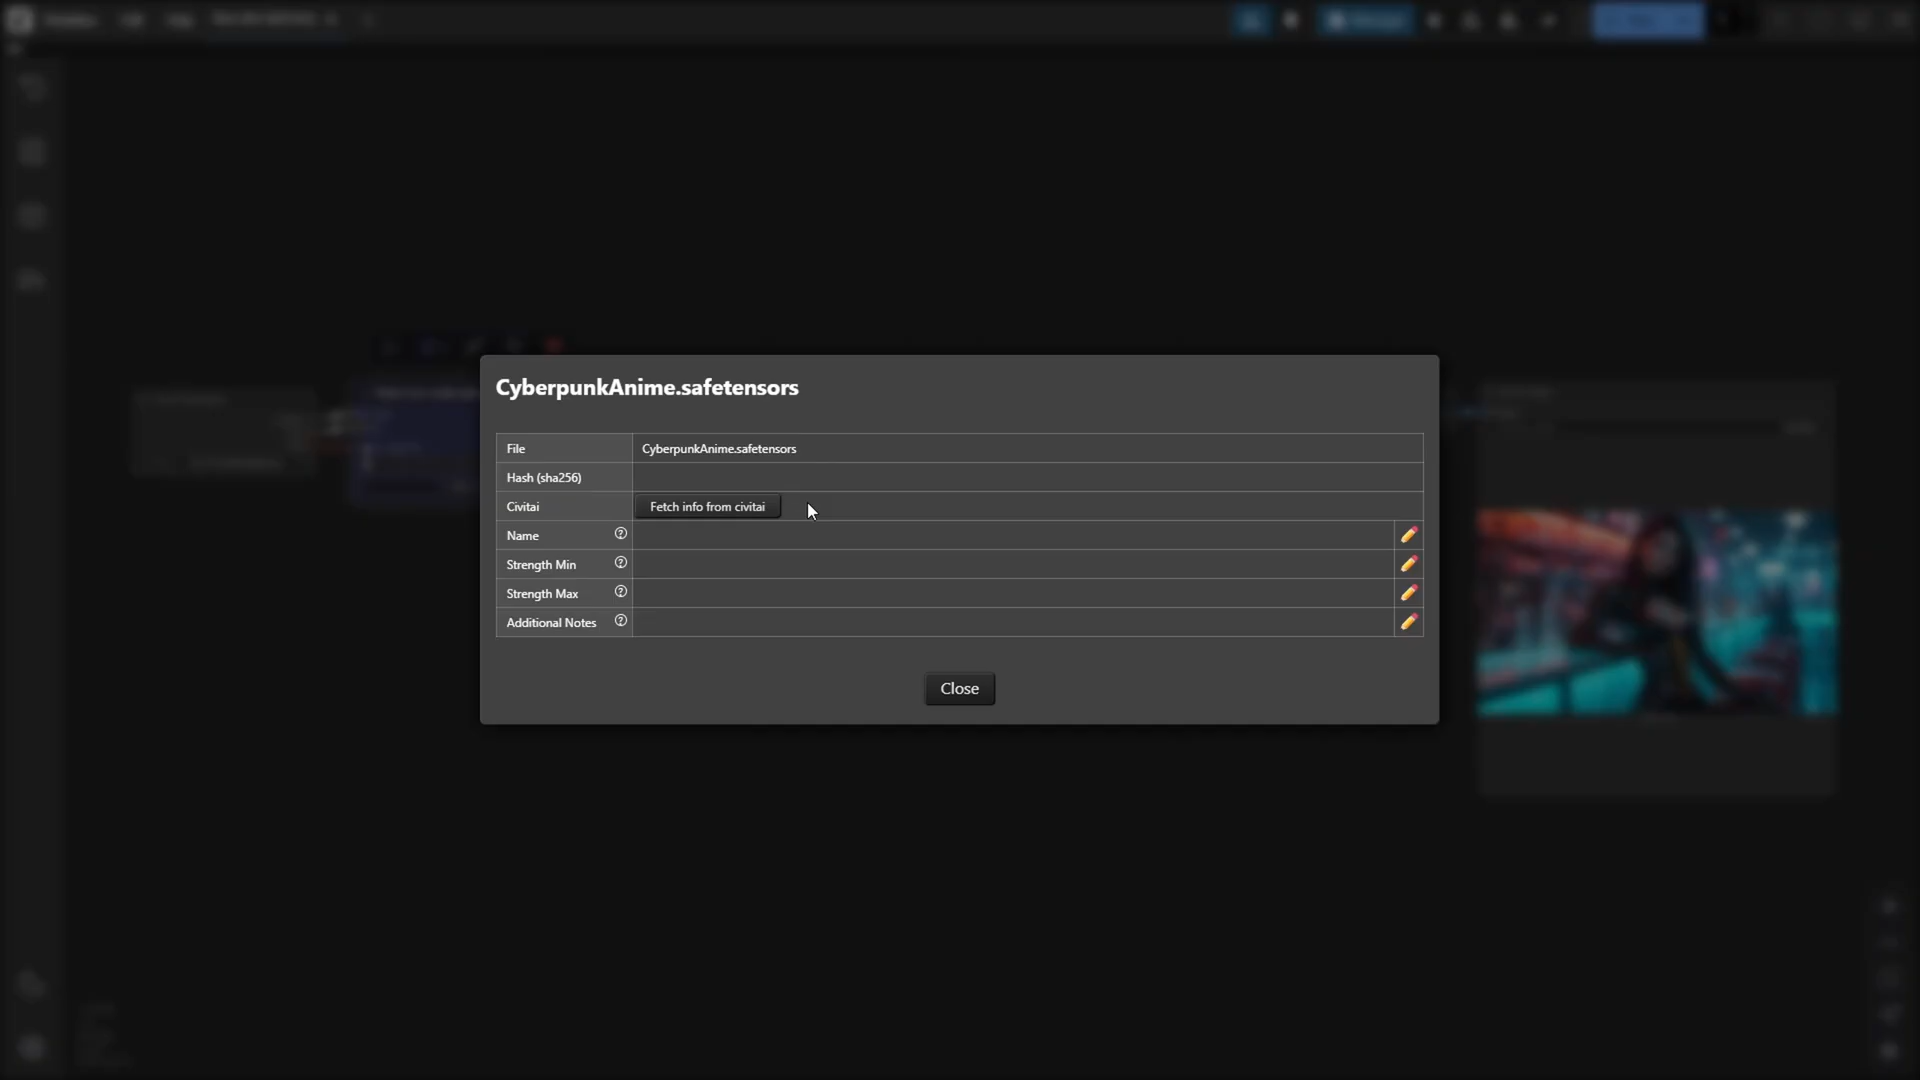 CyberpunkAnime.safetensors
File CyberpunkAnime.safetensors
Hash (sha256)
Civitai Fetch info from civitai
Name
Strength Min
Strength Max
Additional Notes
Close